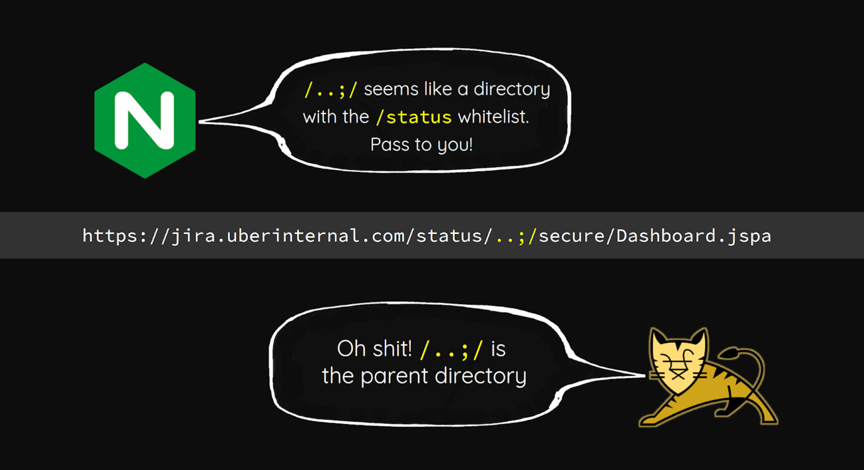 N
/..;/ seems like a directory
with the /status whitelist.
Pass to you!
https://jira.uberinternal.com/status/..;/secure/Dashboard.jspa
Oh shit! /..;/ is
the parent directory